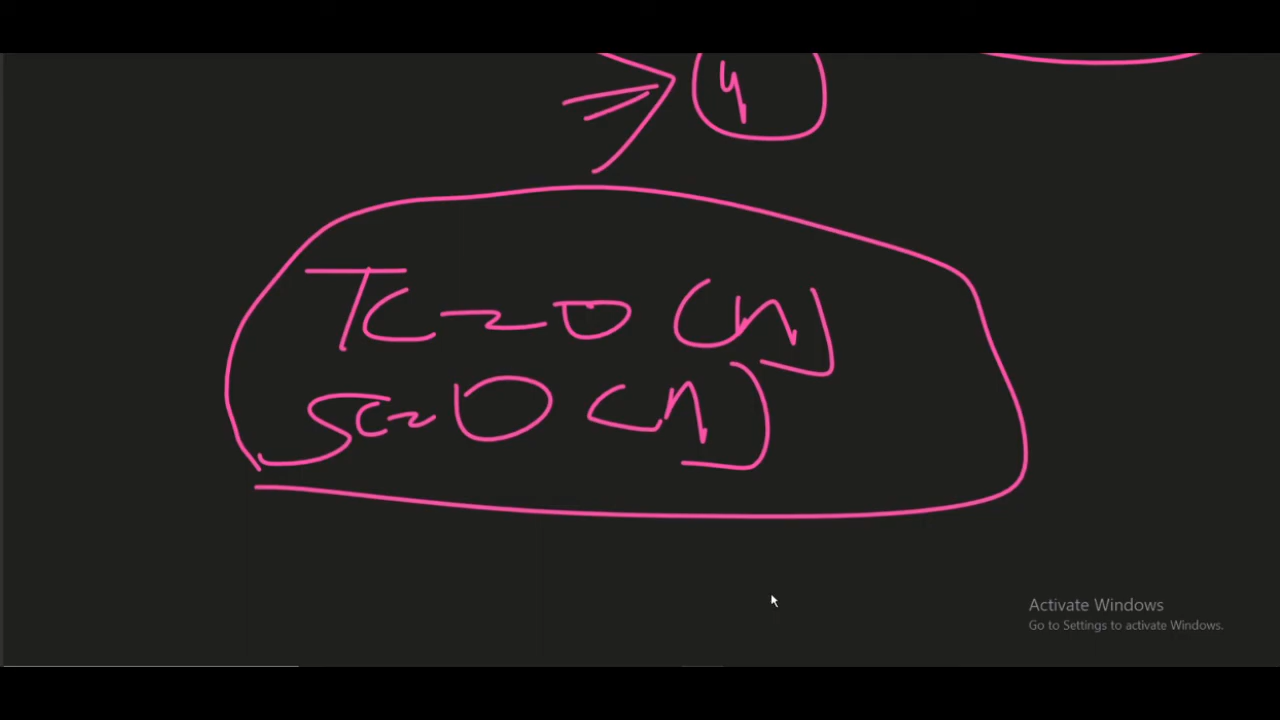 4
TC = O(n)
SC = O(n)
Activate Windows
Go to Settings to activate Windows.